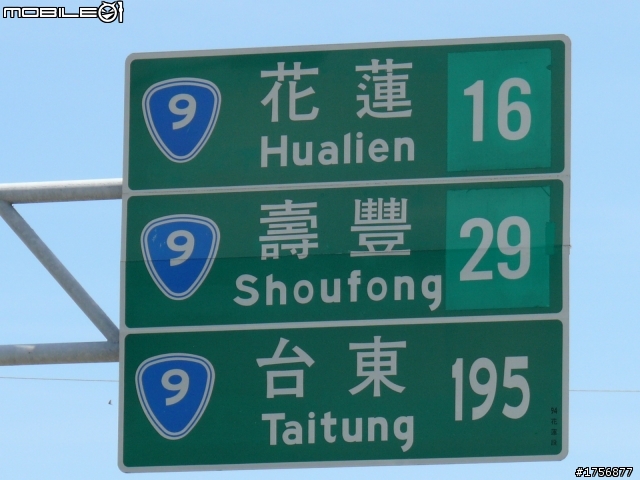 MOBILE01
9 花蓮 16
Hualien
9 壽豐 29
Shoufong
9 台東 195
Taitung
#1756877